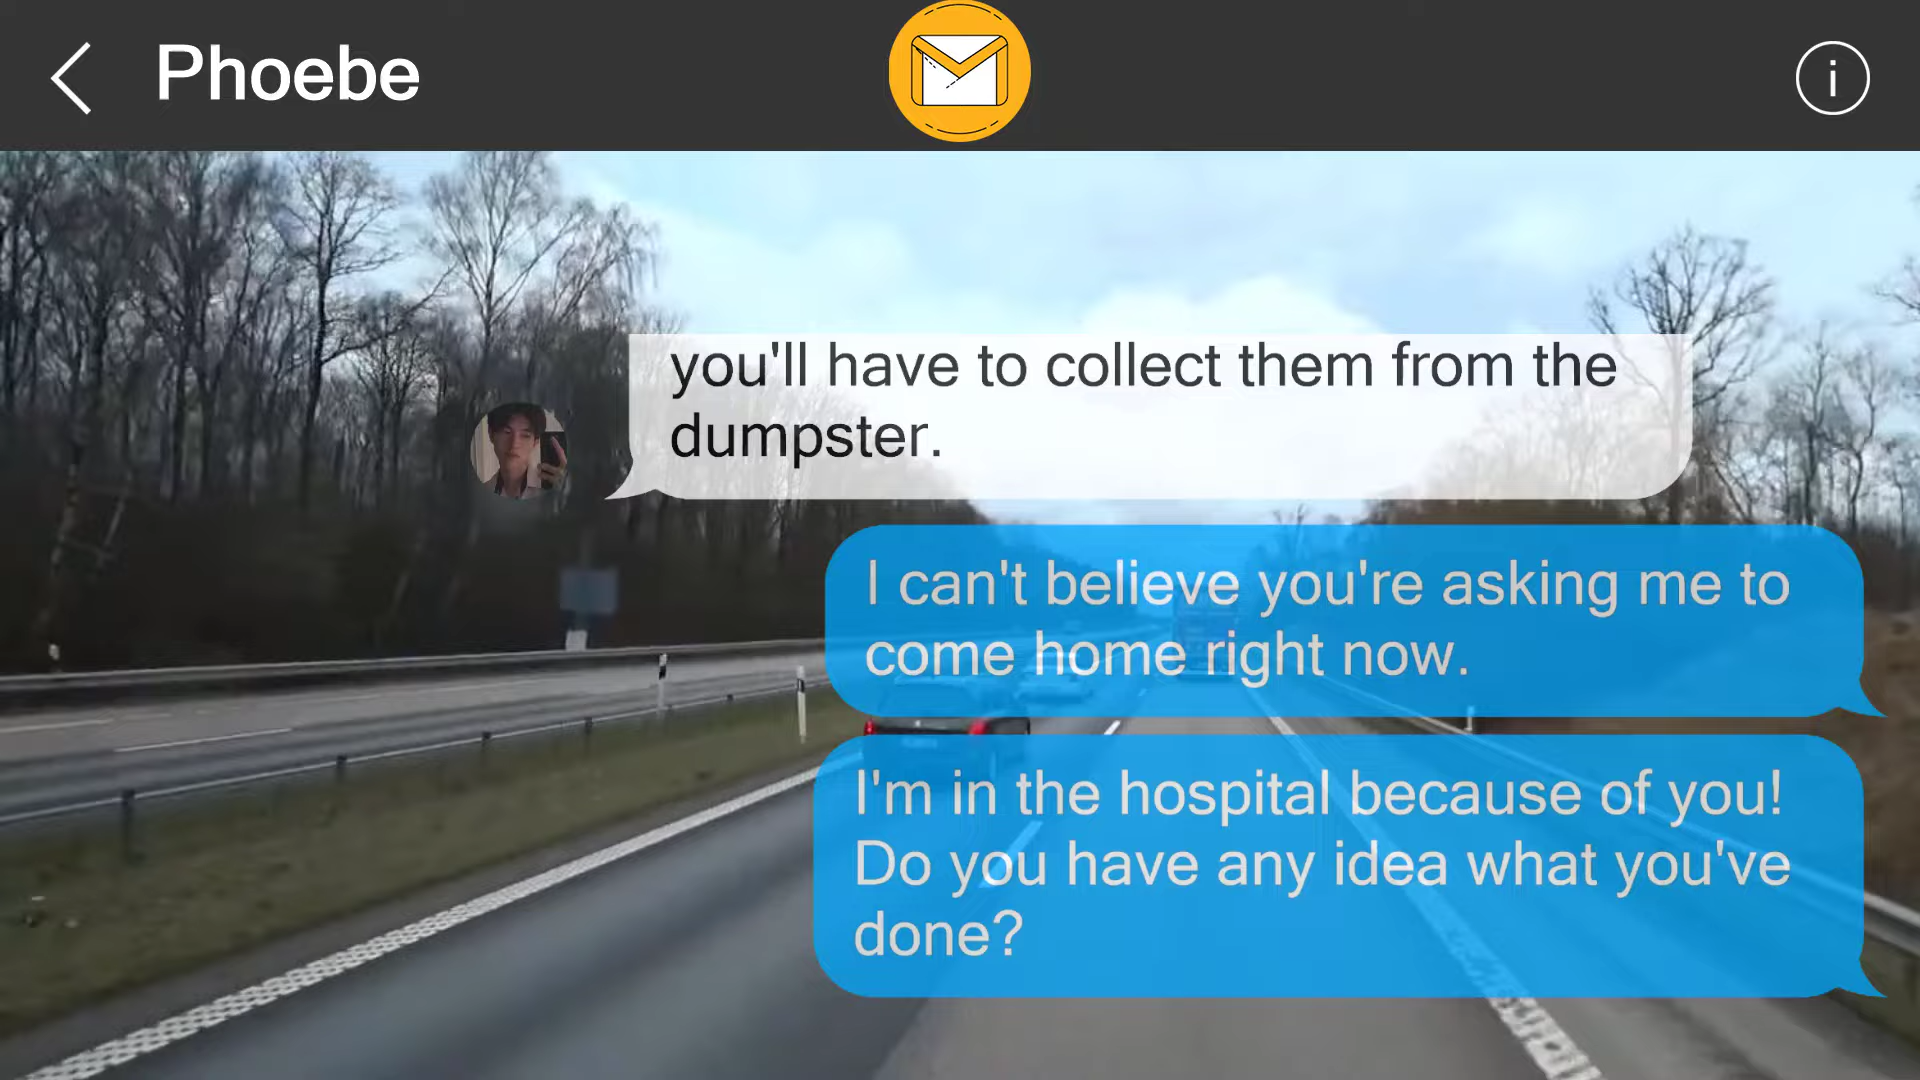 Phoebe
i
you'll have to collect them from the
dumpster.
I can't believe you're asking me to
come home right now.
I'm in the hospital because of you!
Do you have any idea what you've
done?